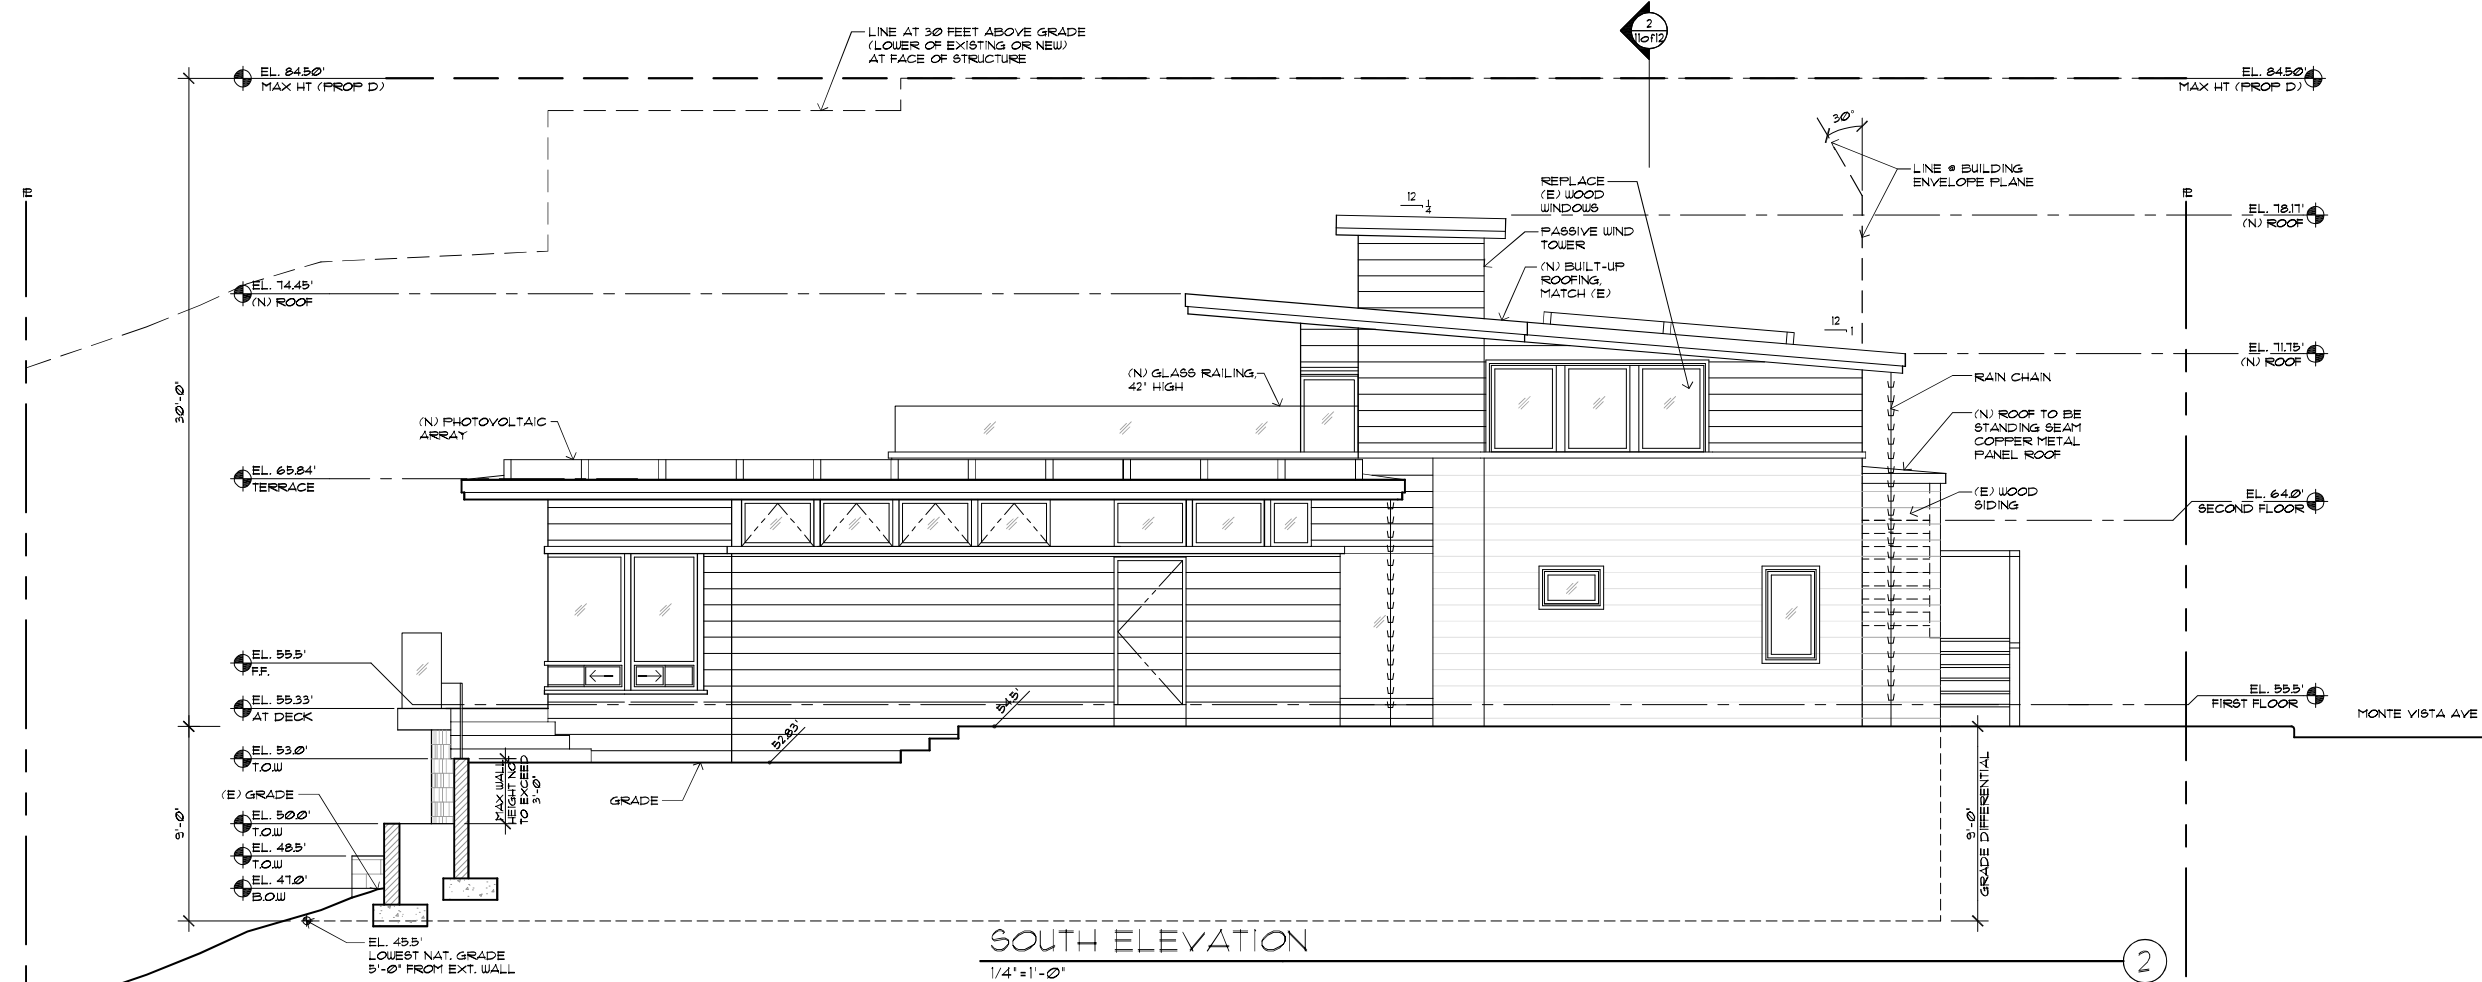 LINE AT 30 FEET ABOVE GRADE
(LOWER OF EXISTING OR NEW)
AT FACE OF STRUCTURE
2
11of12
EL. 84.50'
MAX HT (PROP D)
EL. 84.50'
MAX HT (PROP D)
30°
LINE @ BUILDING
ENVELOPE PLANE
REPLACE
(E) WOOD
WINDOWS
PASSIVE WIND
TOWER
(N) BUILT-UP
ROOFING,
MATCH (E)
12
1/4
PL
PL
EL. 78.17'
(N) ROOF
EL. 74.45'
(N) ROOF
12
1
EL. 71.75'
(N) ROOF
RAIN CHAIN
(N) GLASS RAILING,
42" HIGH
(N) PHOTOVOLTAIC
ARRAY
30'-0"
(N) ROOF TO BE
STANDING SEAM
COPPER METAL
PANEL ROOF
EL. 65.84'
TERRACE
(E) WOOD
SIDING
EL. 64.0'
SECOND FLOOR
EL. 55.5'
F.F.
EL. 55.33'
AT DECK
EL. 55.5'
FIRST FLOOR
MONTE VISTA AVE
54.5'
52.83'
EL. 53.0'
T.O.W
MAX WALL
HEIGHT NOT
TO EXCEED
3'-0"
(E) GRADE
GRADE
9'-0"
EL. 50.0'
T.O.W
EL. 48.5'
T.O.W
EL. 47.0'
B.O.W
9'-0"
GRADE DIFFERENTIAL
EL. 45.5'
LOWEST NAT. GRADE
5'-0" FROM EXT. WALL
SOUTH ELEVATION
1/4"=1'-0"
2